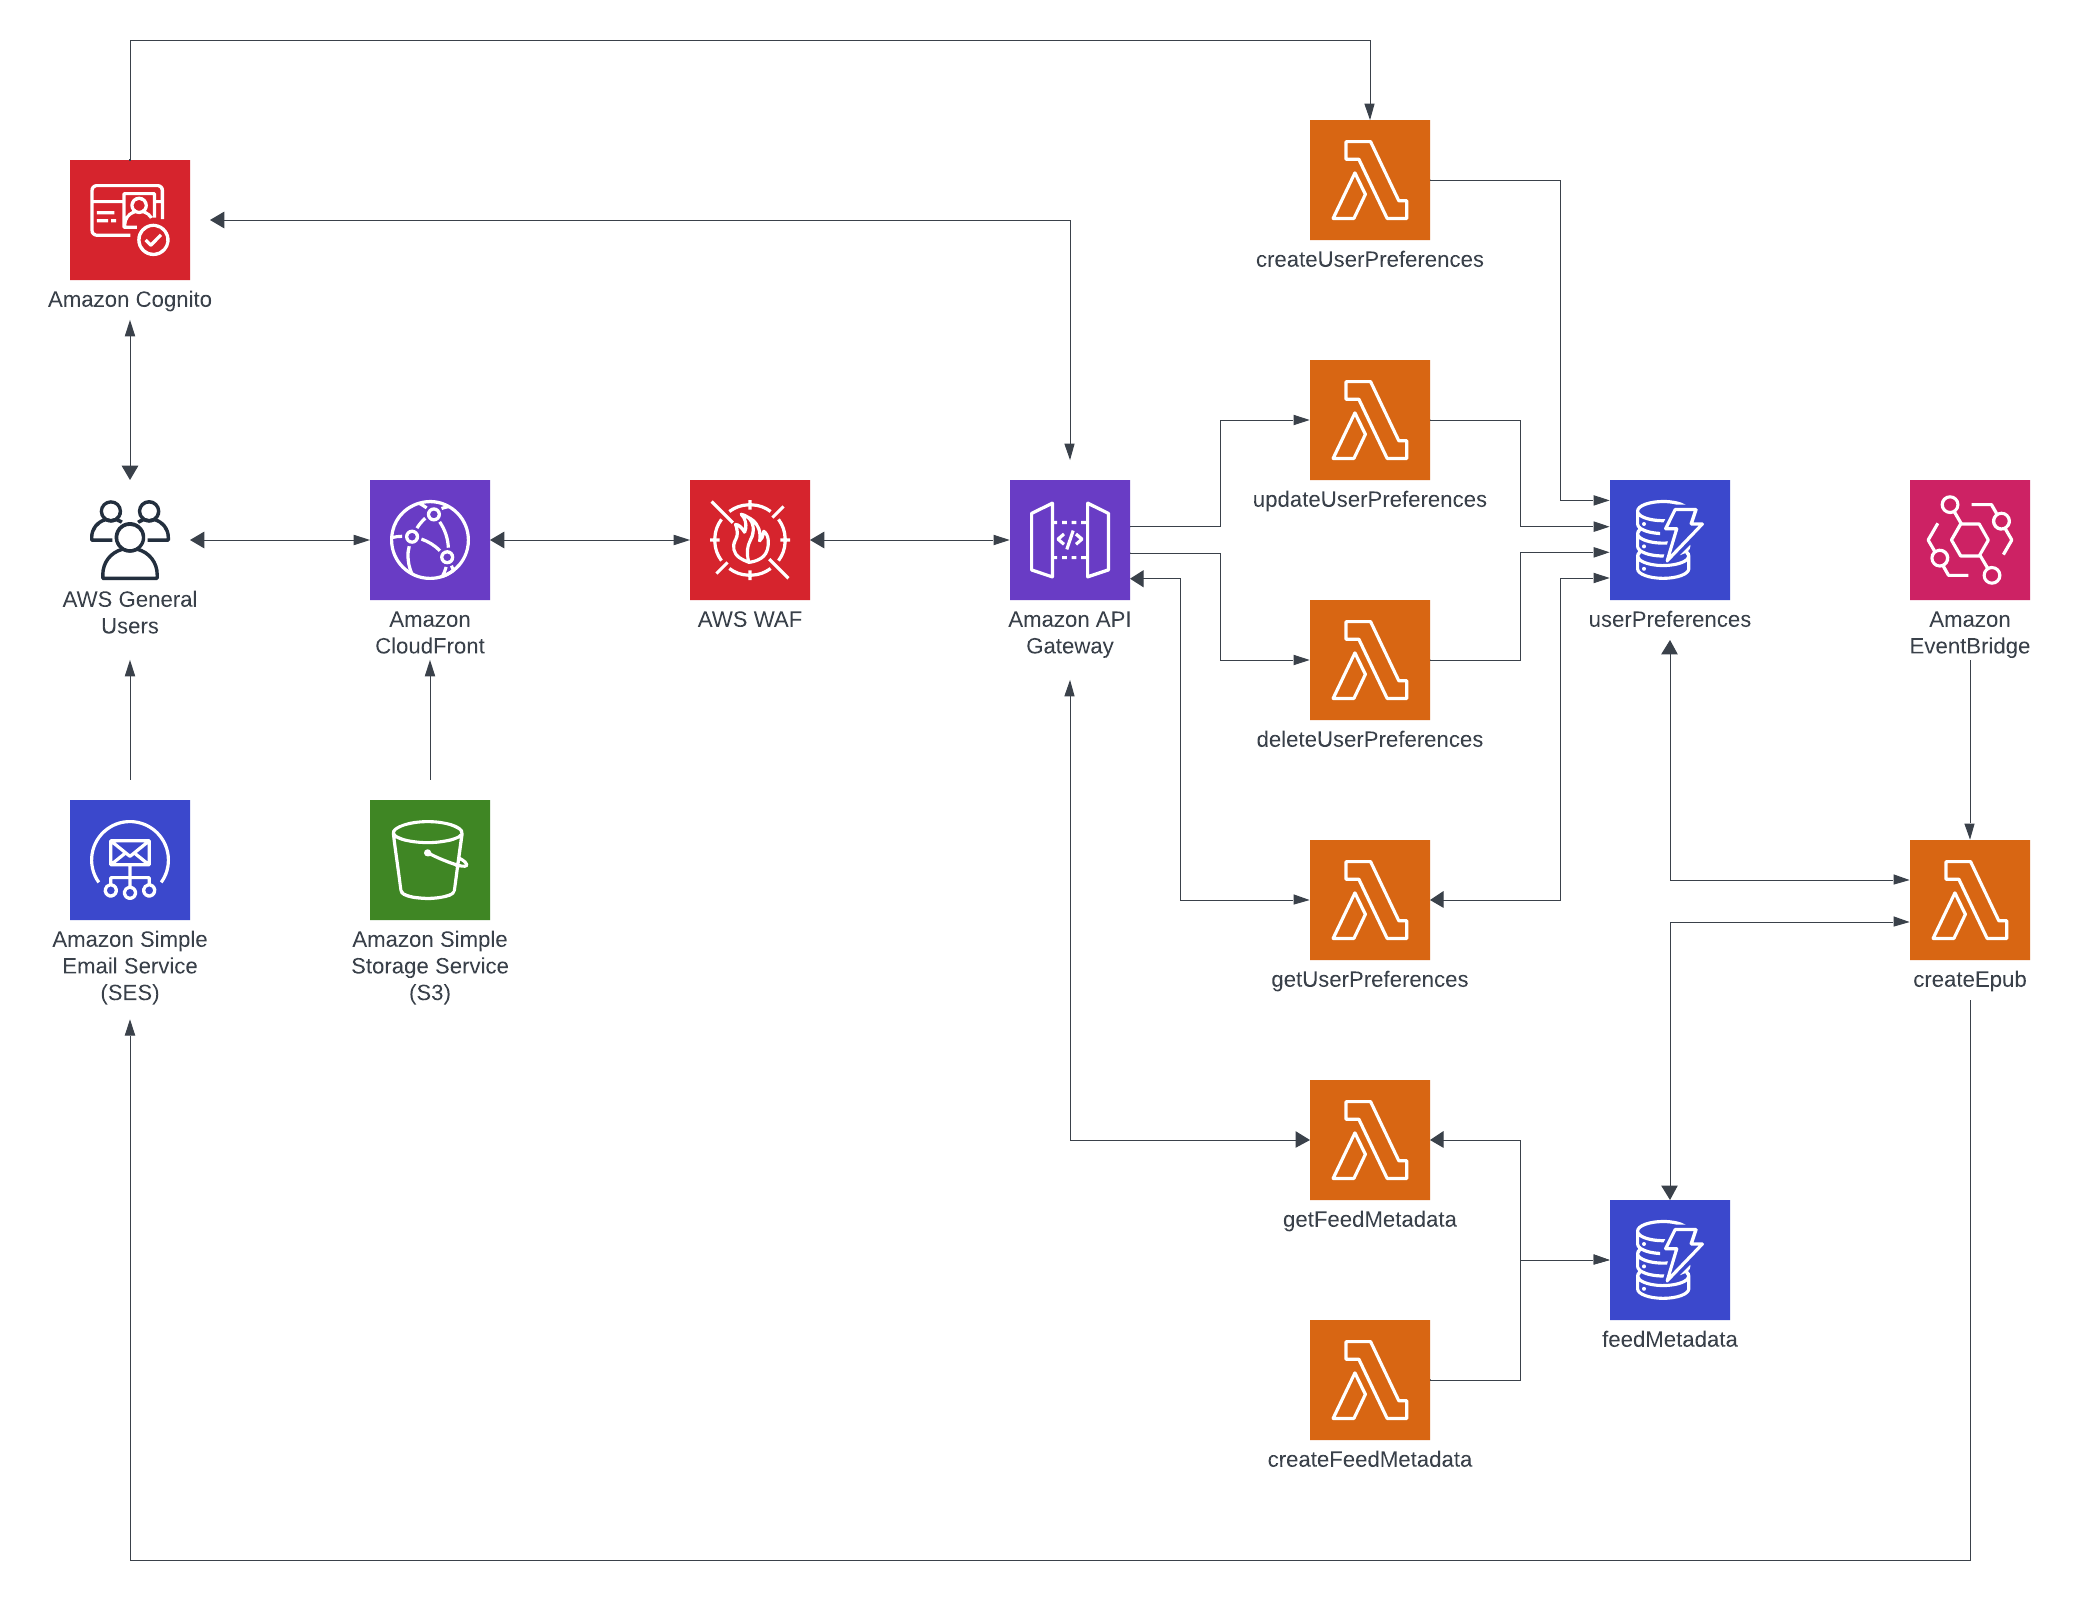 createUserPreferences
Amazon Cognito
updateUserPreferences
AWS General
Users
Amazon
CloudFront
AWS WAF
Amazon API
Gateway
userPreferences
Amazon
EventBridge
deleteUserPreferences
Amazon Simple
Email Service
(SES)
Amazon Simple
Storage Service
(S3)
getUserPreferences
createEpub
getFeedMetadata
feedMetadata
createFeedMetadata